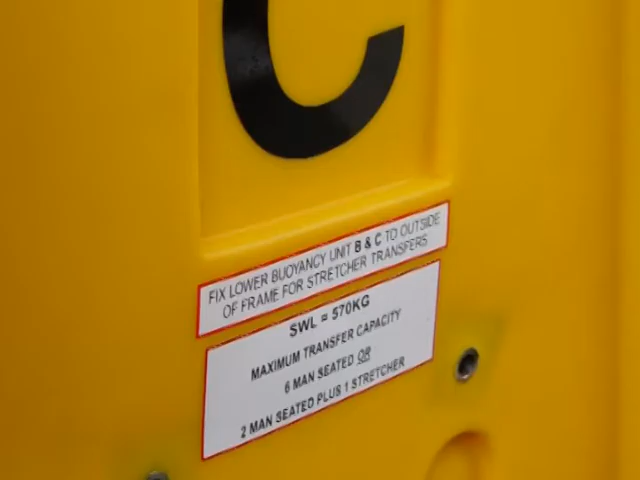 C
FIX LOWER BUOYANCY UNIT B & C TO OUTSIDE
OF FRAME FOR STRETCHER TRANSFERS
SWL = 570KG
MAXIMUM TRANSFER CAPACITY
6 MAN SEATED OR
2 MAN SEATED PLUS 1 STRETCHER